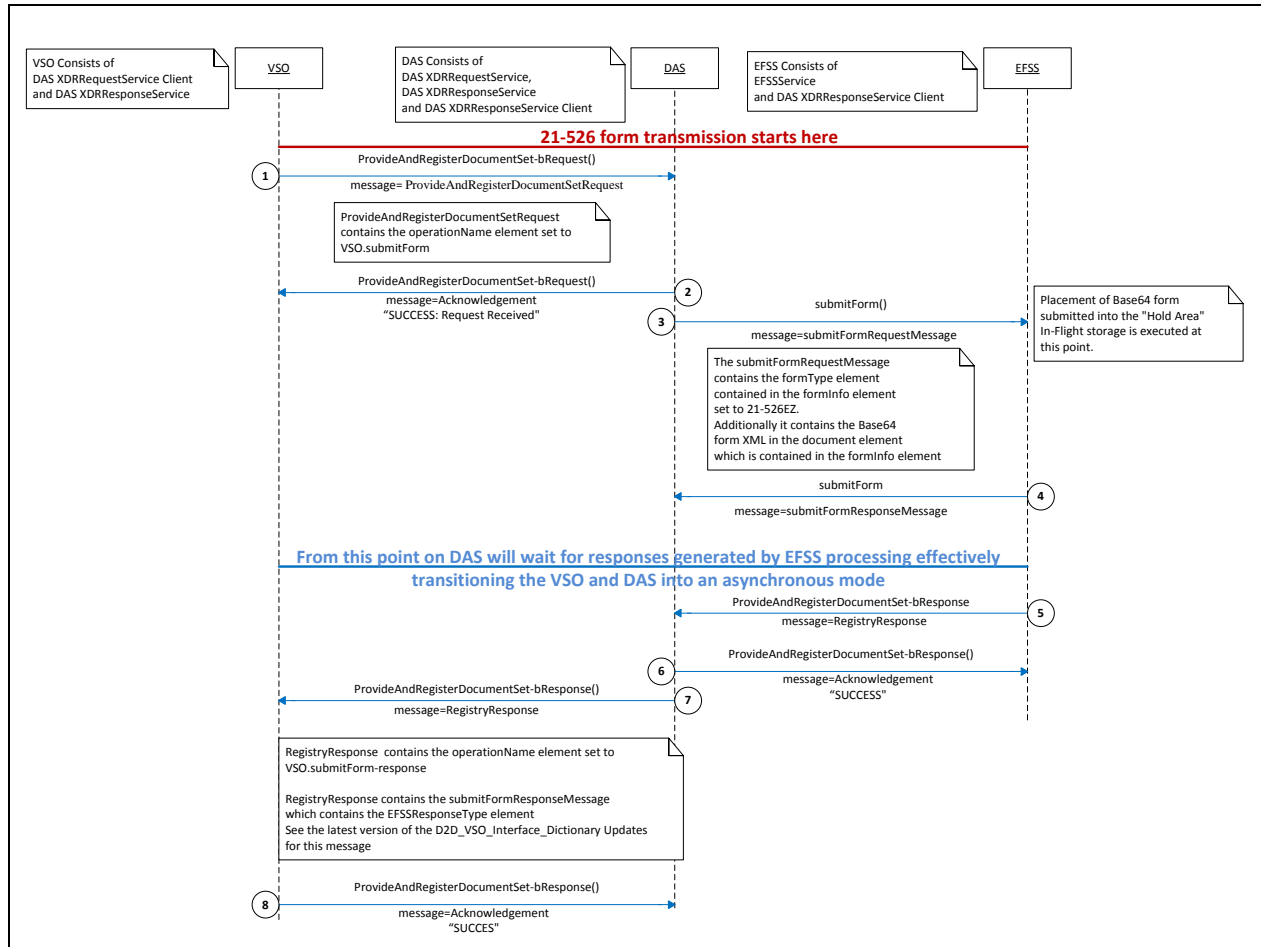 VSO Consists of
DAS XDRRequestService Client
and DAS XDRResponseService
VSO
DAS Consists of
DAS XDRRequestService,
DAS XDRResponseService
and DAS XDRResponseService Client
DAS
EFSS Consists of
EFSSService
and DAS XDRResponseService Client
EFSS
21-526 form transmission starts here
ProvideAndRegisterDocumentSet-bRequest()
1
message= ProvideAndRegisterDocumentSetRequest
ProvideAndRegisterDocumentSetRequest
contains the operationName element set to
VSO.submitForm
ProvideAndRegisterDocumentSet-bRequest()
2
message=Acknowledgement
“SUCCESS: Request Received"
submitForm()
3
message=submitFormRequestMessage
Placement of Base64 form
submitted into the "Hold Area"
In-Flight storage is executed at
this point.
The submitFormRequestMessage
contains the formType element
contained in the formInfo element
set to 21-526EZ.
Additionally it contains the Base64
form XML in the document element
which is contained in the formInfo element
submitForm
4
message=submitFormResponseMessage
From this point on DAS will wait for responses generated by EFSS processing effectively
transitioning the VSO and DAS into an asynchronous mode
ProvideAndRegisterDocumentSet-bResponse
5
message=RegistryResponse
ProvideAndRegisterDocumentSet-bResponse()
6
message=Acknowledgement
“SUCCESS"
ProvideAndRegisterDocumentSet-bResponse()
7
message=RegistryResponse
RegistryResponse  contains the operationName element set to
VSO.submitForm-response
RegistryResponse contains the submitFormResponseMessage
which contains the EFSSResponseType element
See the latest version of the D2D_VSO_Interface_Dictionary Updates
for this message
ProvideAndRegisterDocumentSet-bResponse()
8
message=Acknowledgement
“SUCCES"